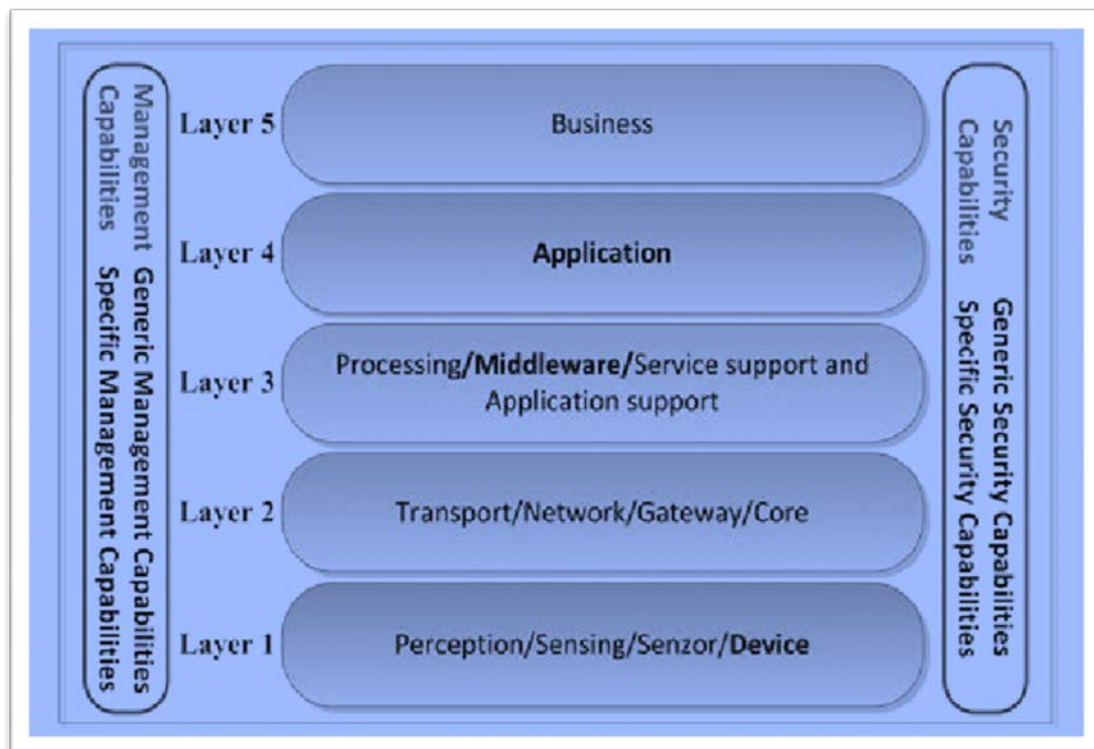 Management
Capabilities
Generic Management Capabilities
Specific Management Capabilities
Layer 5
Business
Layer 4
Application
Layer 3
Processing/Middleware/Service support and
Application support
Layer 2
Transport/Network/Gateway/Core
Layer 1
Perception/Sensing/Senzor/Device
Security
Capabilities
Generic Security Capabilities
Specific Security Capabilities